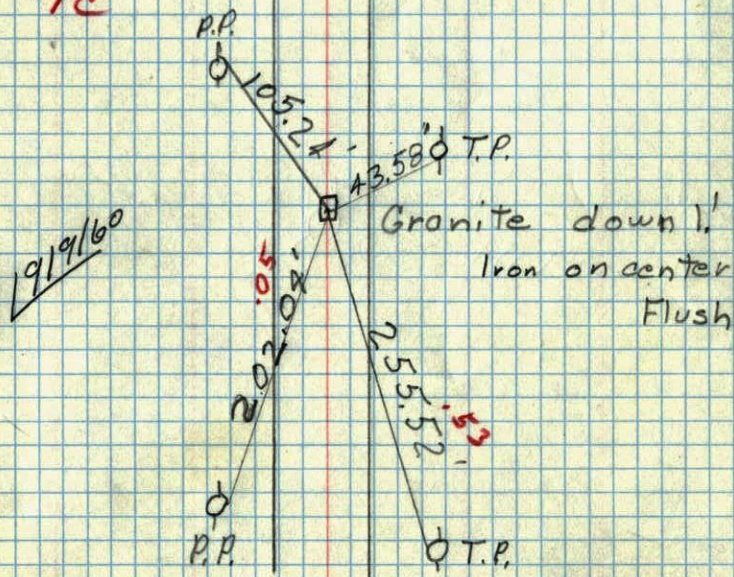 P.P.
105.24'
43.58' T.P.
Granite down 1.'
Iron on center
Flush
9/9/60
.05
202.04'
255.52'
.53
P.P.
T.P.